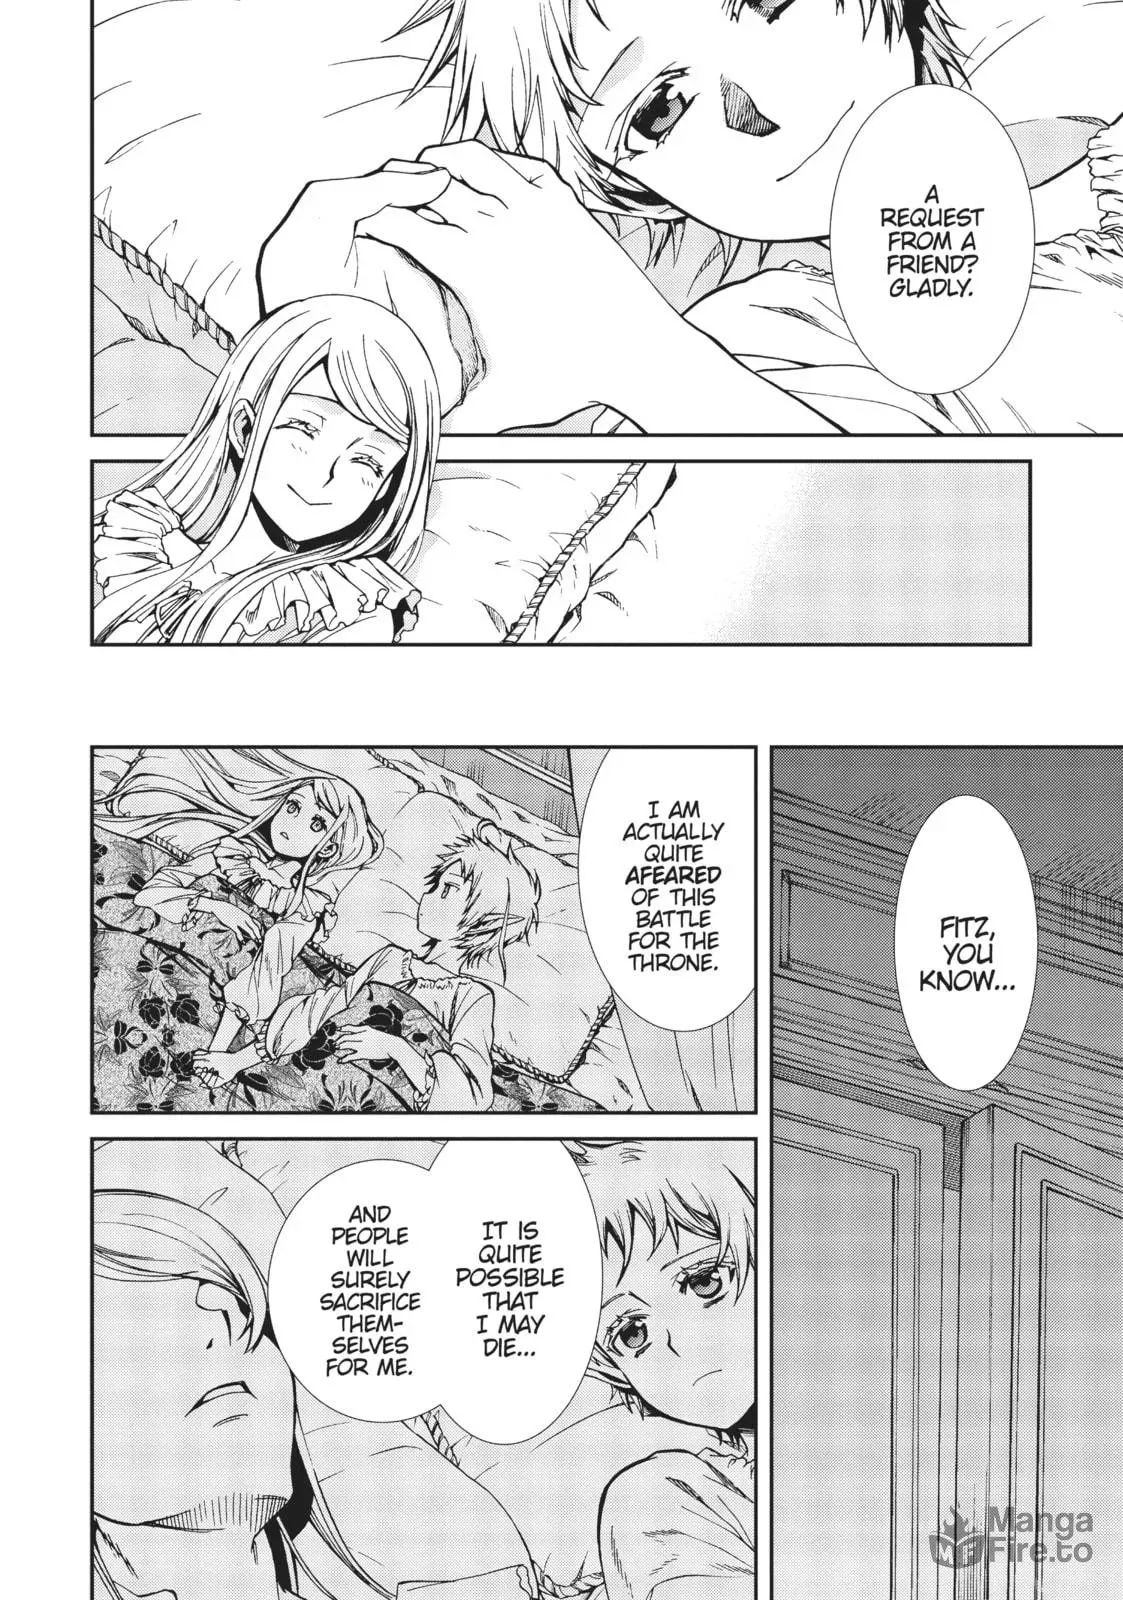 A
REQUEST
FROM A
FRIEND?
GLADLY.
FITZ,
YOU
KNOW...
I AM
ACTUALLY
QUITE
AFEARED
OF THIS
BATTLE
FOR THE
THRONE.
IT IS
QUITE
POSSIBLE
THAT
I MAY
DIE...
AND
PEOPLE
WILL
SURELY
SACRIFICE
THEM-
SELVES
FOR ME.
Manga
Fire.to